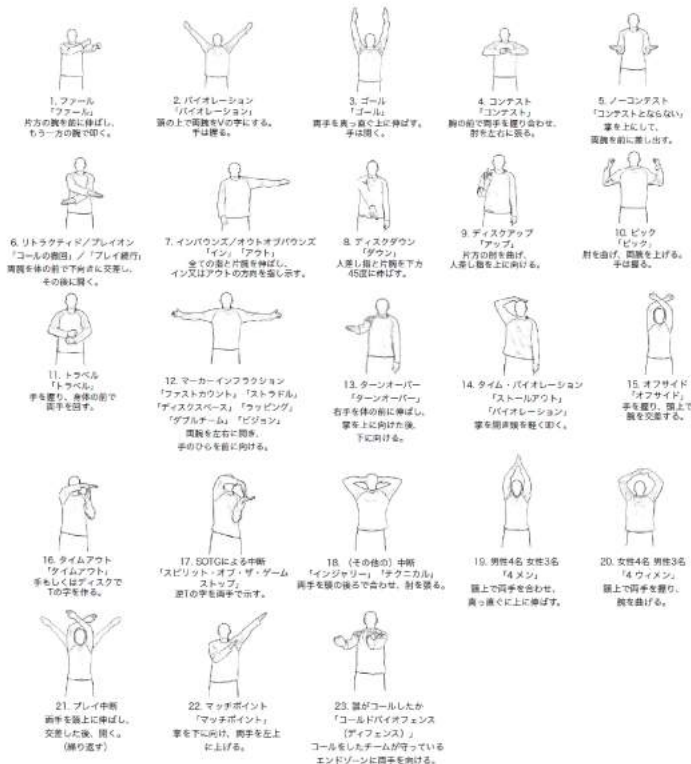 1. ファール
「ファール」
片方の腕を前に伸ばし、
もう一方の腕で叩く。
2. バイオレーション
「バイオレーション」
頭の上で両腕をVの字にする。
手は握る。
3. ゴール
「ゴール」
両手を真っ直ぐ上に伸ばす。
手は開く。
4. コンテスト
「コンテスト」
胸の前で両手を握り合わせ、
肘を左右に張る。
5. ノーコンテスト
「コンテストとならない」
掌を上にして、
両腕を前に差し出す。
6. リトラクティド／プレイオン
「コールの撤回」／「プレイ続行」
両腕を体の前で下向きに交差し、
その後に開く。
7. インバウンズ／オウトオブバウンズ
「イン」「アウト」
全ての指と片腕を伸ばし、
イン又はアウトの方向を指し示す。
8. ディスクダウン
「ダウン」
人差し指と片腕を下方
45度に伸ばす。
9. ディスクアップ
「アップ」
片方の肘を曲げ、
人差し指を上に向ける。
10. ピック
「ピック」
肘を曲げ、両腕を上げる。
手は握る。
11. トラベル
「トラベル」
手を握り、身体の前で
両手を回す。
12. マーカーインフラクション
「ファストカウント」「ストラドル」
「ディスクスペース」「ラッピング」
「ダブルチーム」「ビジョン」
両腕を左右に開き、
手のひらを前に向ける。
13. ターンオーバー
「ターンオーバー」
右手を体の前に伸ばし、
掌を上に向けた後、
下に向ける。
14. タイム・バイオレーション
「ストールアウト」
「バイオレーション」
掌を開き頭を軽く叩く。
15. オフサイド
「オフサイド」
手を握り、頭上で
腕を交差する。
16. タイムアウト
「タイムアウト」
手もしくはディスクで
Tの字を作る。
17. SOTGによる中断
「スピリット・オブ・ザ・ゲーム
ストップ」
逆Tの字を両手で示す。
18. （その他の）中断
「インジャリー」「テクニカル」
両手を頭の後ろで合わせ、肘を張る。
19. 男性4名 女性3名
「4 メン」
頭上で両手を合わせ、
真っ直ぐに上に伸ばす。
20. 女性4名 男性3名
「4 ウィメン」
頭上で両手を握り、
腕を曲げる。
21. プレイ中断
両手を頭上に伸ばし、
交差した後、開く。
（繰り返す）
22. マッチポイント
「マッチポイント」
掌を下に向け、両手を左上
に上げる。
23. 誰がコールしたか
「コールドバイオフェンス
（ディフェンス）」
コールをしたチームが守っている
エンドゾーンに両手を向ける。